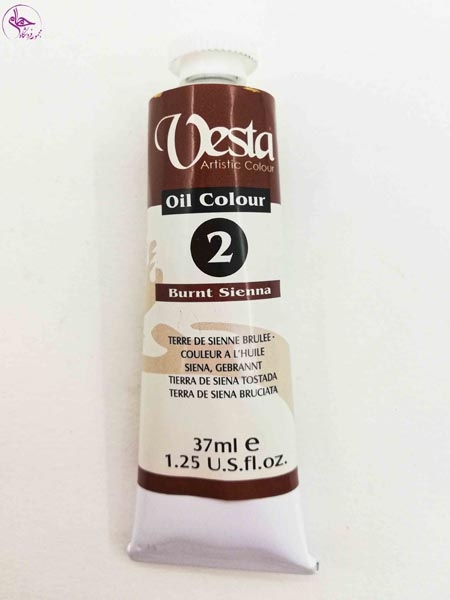 Vesta
Artistic Colour
Oil Colour
2
Burnt Sienna
TERRE DE SIENNE BRULEE-
COULEUR A L'HUILE
SIENA, GEBRANNT
TIERRA DE SIENA TOSTADA
TERRA DE SIENA BRUCIATA
37ml e
1.25 U.S.fl.oz.